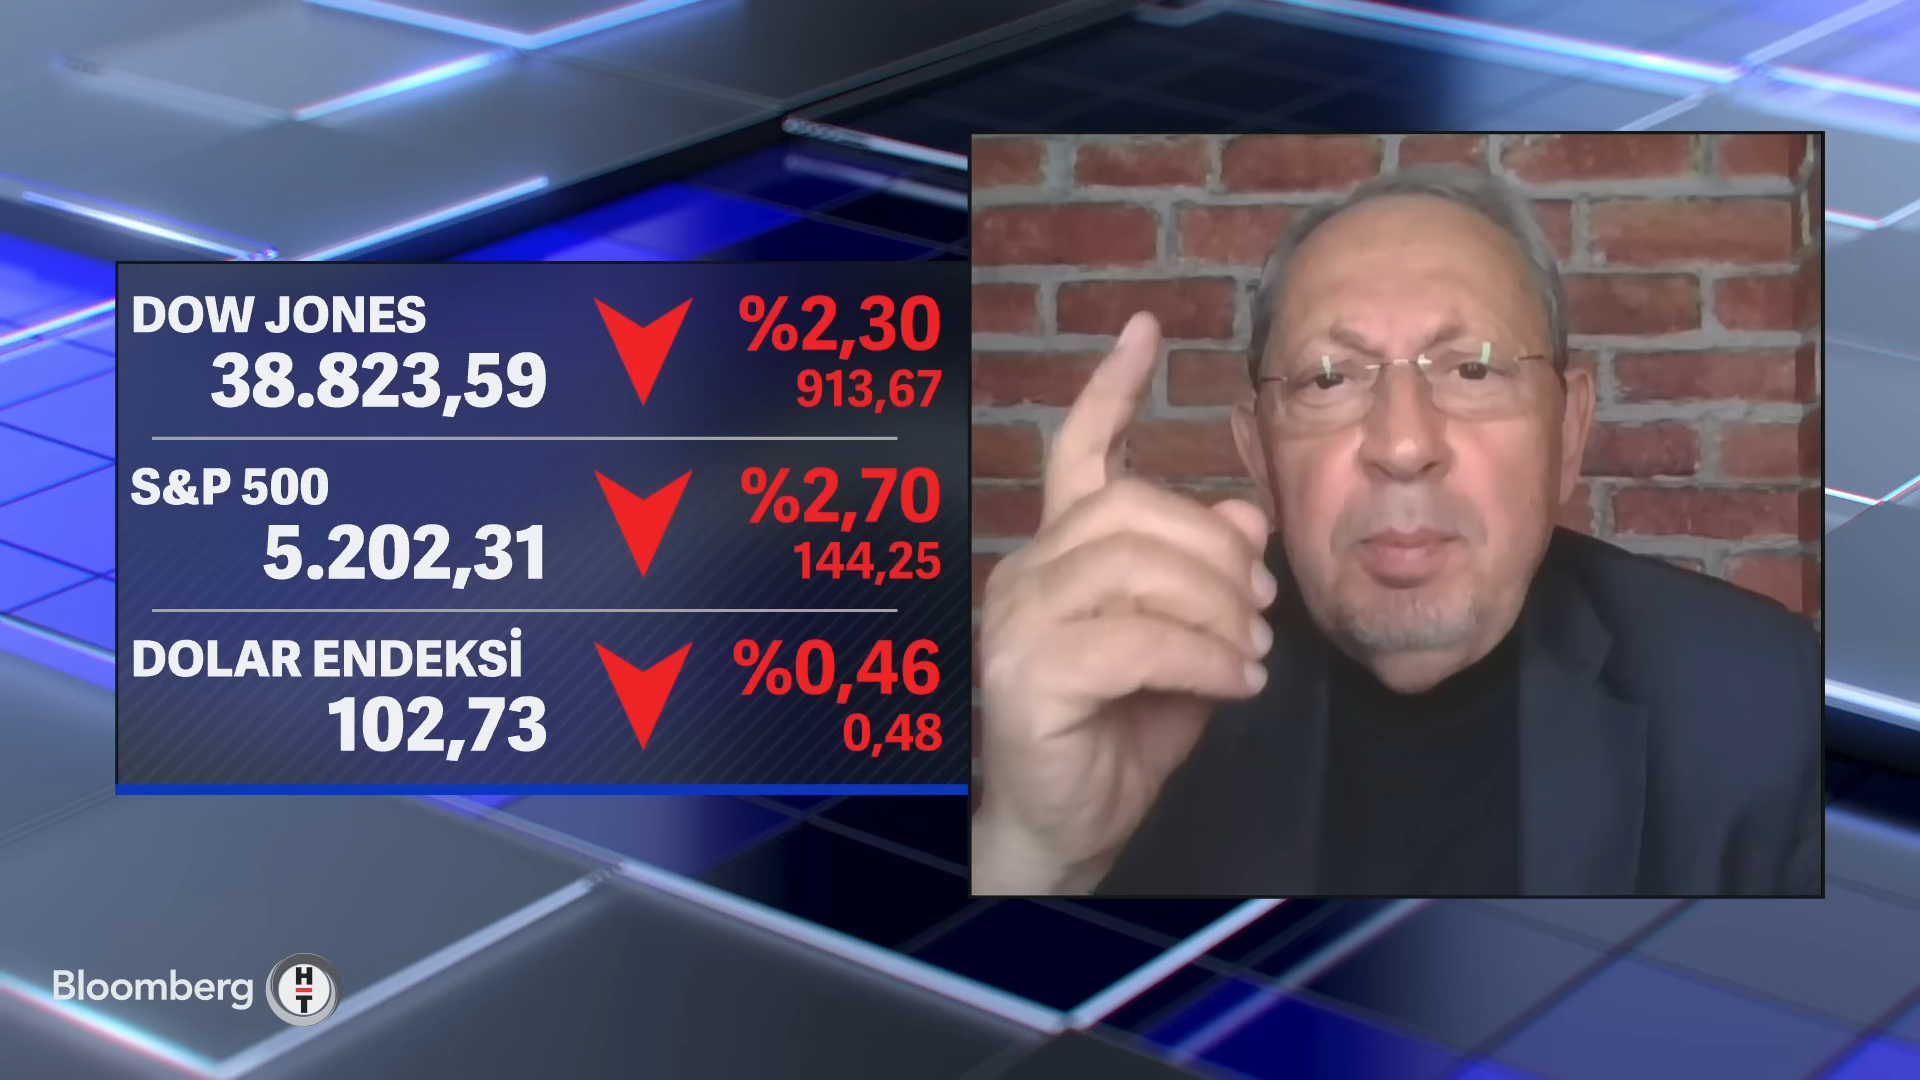 DOW JONES
38.823,59
%2,30
913,67
S&P 500
5.202,31
%2,70
144,25
DOLAR ENDEKSİ
102,73
%0,46
0,48
Bloomberg HT